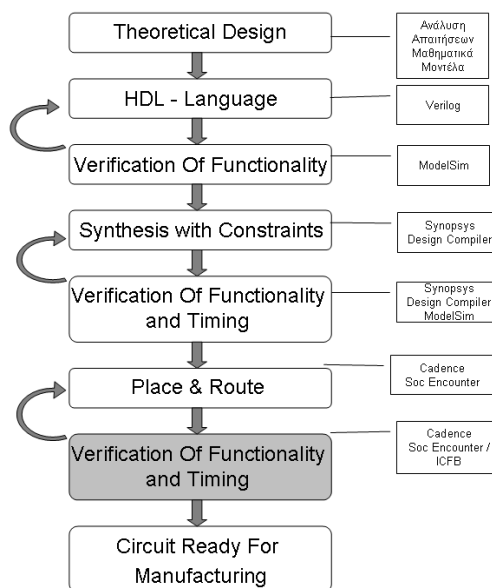 Theoretical Design
Ανάλυση
Απαιτήσεων
Μαθηματικά
Μοντέλα
HDL - Language
Verilog
Verification Of Functionality
ModelSim
Synthesis with Constraints
Synopsys
Design Compiler
Verification Of Functionality
and Timing
Synopsys
Design Compiler
ModelSim
Place & Route
Cadence
Soc Encounter
Verification Of Functionality
and Timing
Cadence
Soc Encounter /
ICFB
Circuit Ready For
Manufacturing